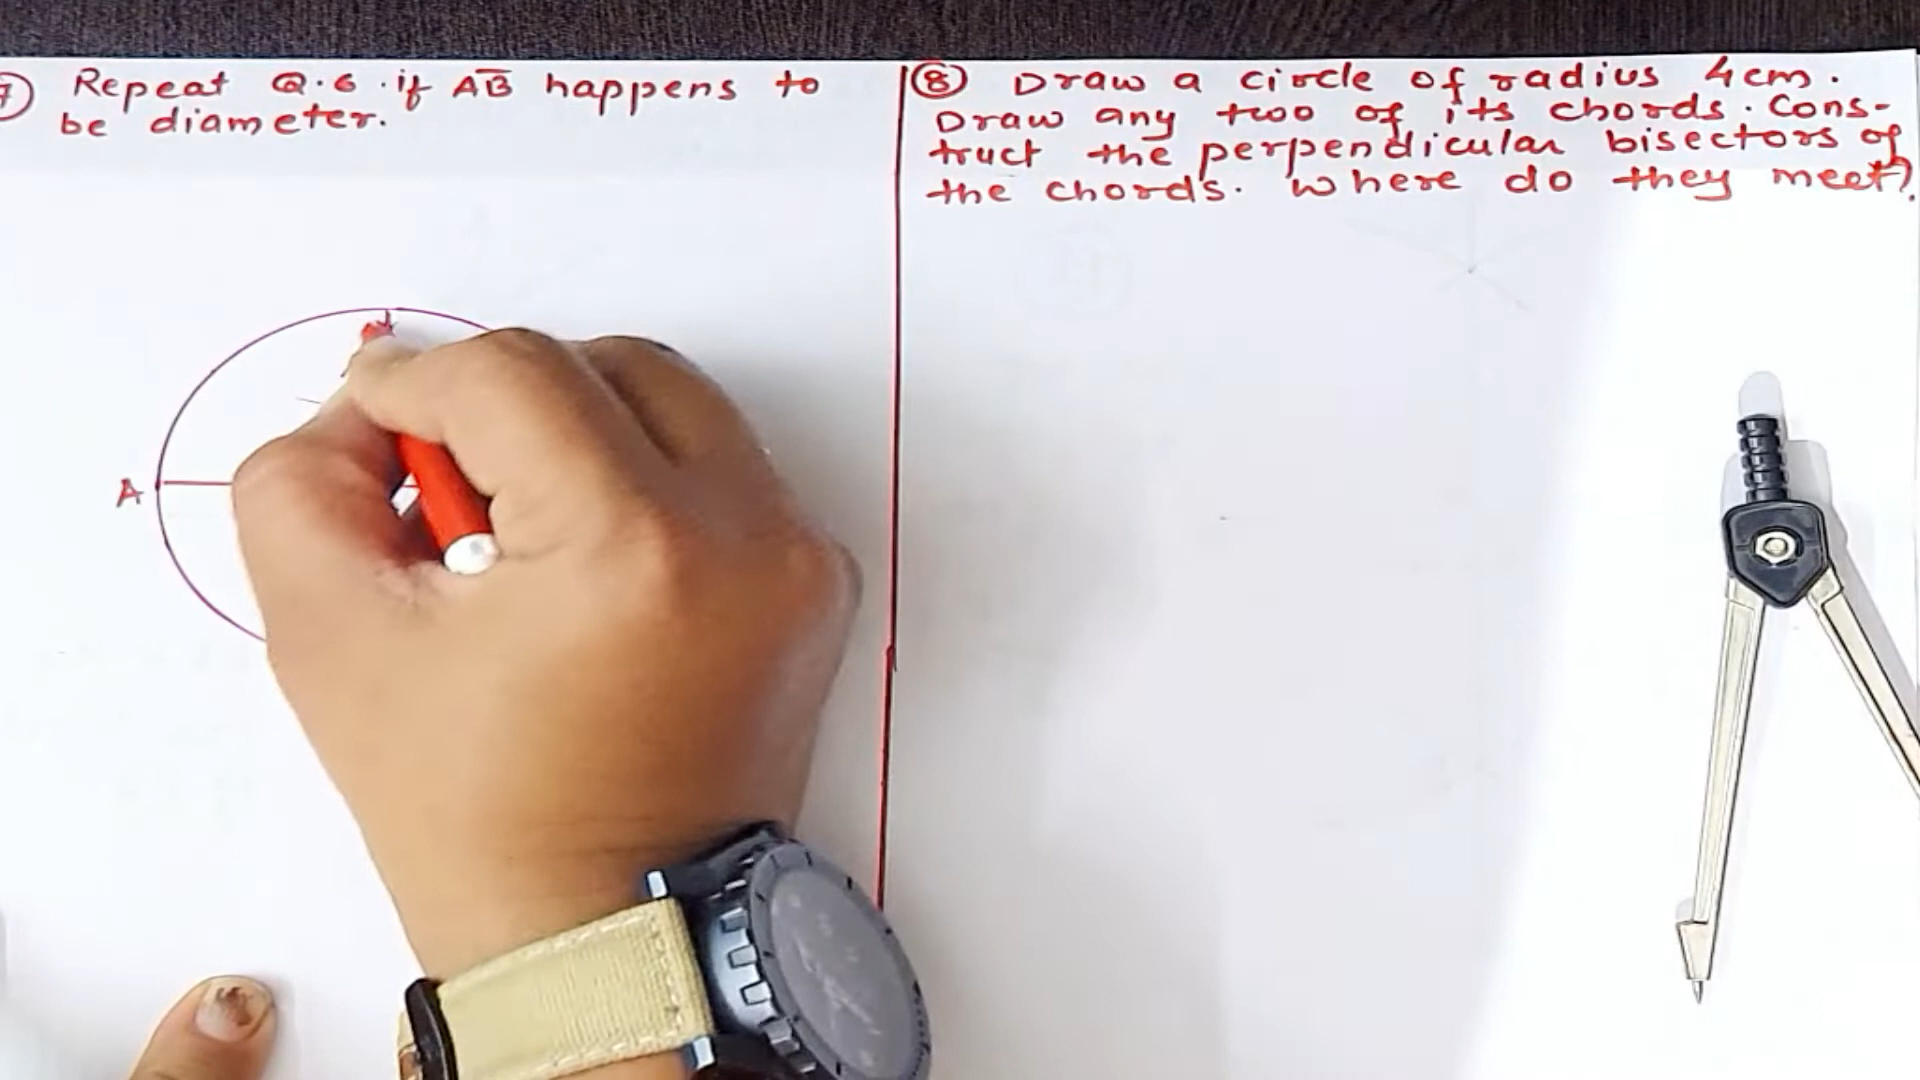 7 Repeat Q.6 .if AB happens to
be diameter.
8 Draw a circle of radius 4cm.
Draw any two of its chords. Cons-
truct the perpendicular bisectors of
the chords. Where do they meet?
A